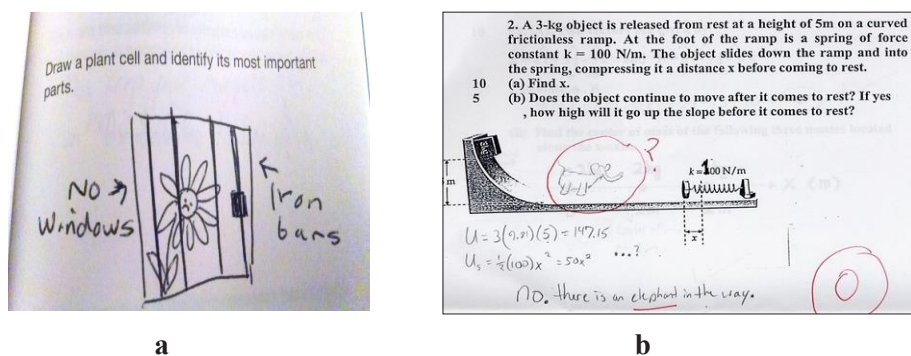 Draw a plant cell and identify its most important
parts.
NO
Windows
Iron
bars
a
2. A 3-kg object is released from rest at a height of 5m on a curved
frictionless ramp. At the foot of the ramp is a spring of force
constant k = 100 N/m. The object slides down the ramp and into
the spring, compressing it a distance x before coming to rest.
10 (a) Find x.
5 (b) Does the object continue to move after it comes to rest? If yes
, how high will it go up the slope before it comes to rest?
?
k=100 N/m
m
x
U = 3(9.81)(5) = 147.15
Us = ½(100)x² = 50x² ...?
no. there is an elephant in the way.
0
b